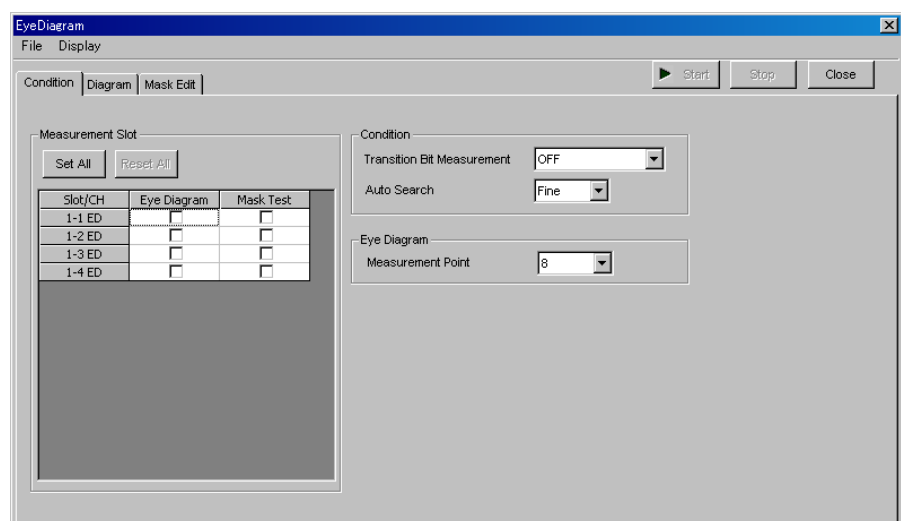 EyeDiagram
File Display
Start Stop Close
Condition Diagram Mask Edit
Measurement Slot
Set All Reset All
Slot/CH Eye Diagram Mask Test
1-1 ED
1-2 ED
1-3 ED
1-4 ED
Condition
Transition Bit Measurement OFF
Auto Search Fine
Eye Diagram
Measurement Point 8